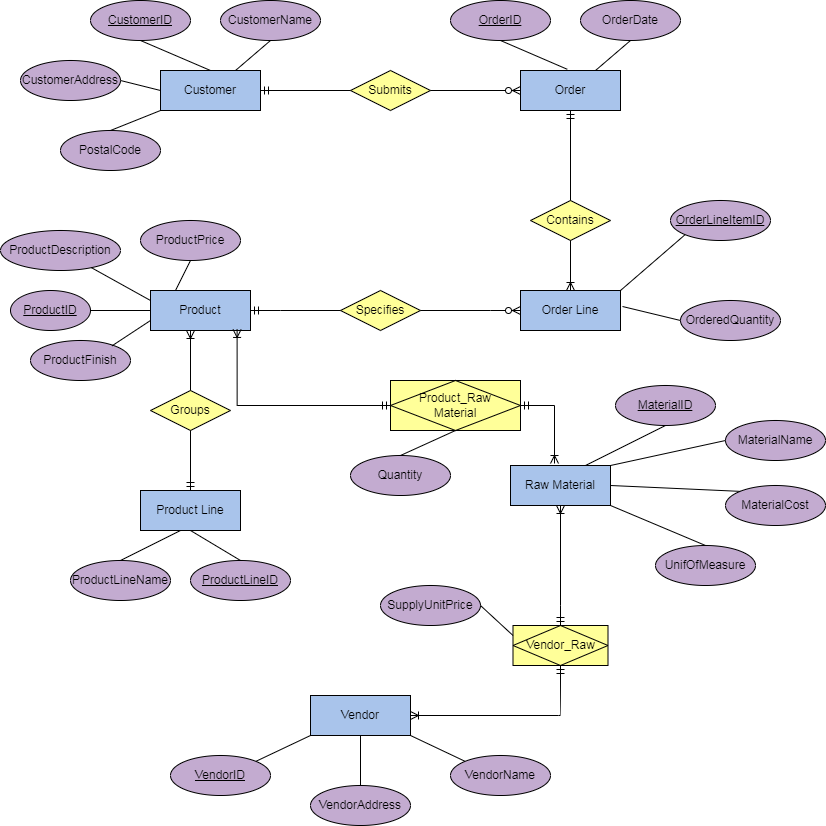 CustomerID
CustomerName
OrderID
OrderDate
CustomerAddress
Customer
Submits
Order
PostalCode
ProductPrice
Contains
OrderLineItemID
ProductDescription
ProductID
Product
Specifies
Order Line
OrderedQuantity
ProductFinish
Groups
Product_Raw
Material
MaterialID
MaterialName
Quantity
Raw Material
MaterialCost
Product Line
UnifOfMeasure
ProductLineName
ProductLineID
SupplyUnitPrice
Vendor_Raw
Vendor
VendorID
VendorName
VendorAddress